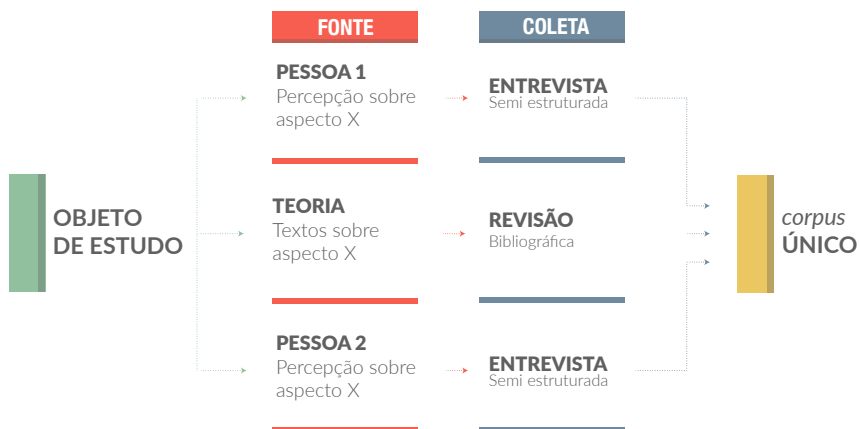 FONTE
COLETA
PESSOA 1
Percepção sobre
aspecto X
ENTREVISTA
Semi estruturada
OBJETO
DE ESTUDO
TEORIA
Textos sobre
aspecto X
REVISÃO
Bibliográfica
corpus
ÚNICO
PESSOA 2
Percepção sobre
aspecto X
ENTREVISTA
Semi estruturada